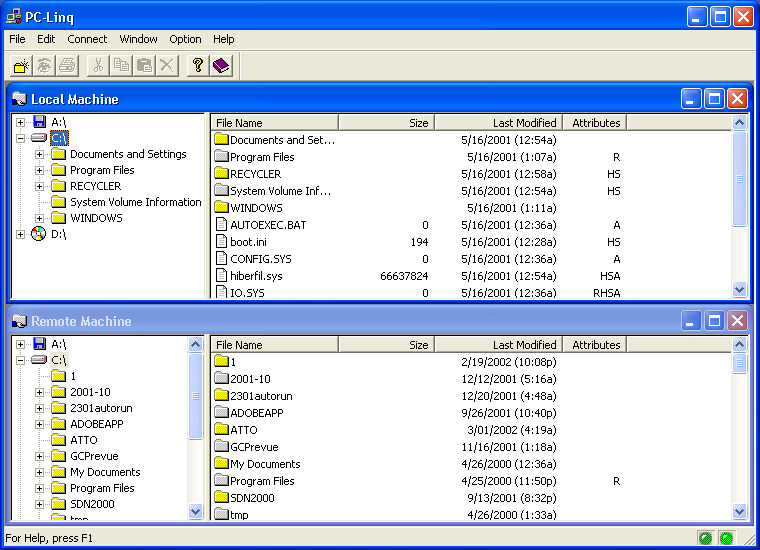 PC-Linq
File Edit Connect Window Option Help
Local Machine
A:\
C:\
Documents and Settings
Program Files
RECYCLER
System Volume Information
WINDOWS
D:\
File Name Size Last Modified Attributes
Documents and Set... 5/16/2001 (12:54a)
Program Files 5/16/2001 (1:07a) R
RECYCLER 5/16/2001 (12:58a) HS
System Volume Inf... 5/16/2001 (12:54a) HS
WINDOWS 5/16/2001 (1:11a)
AUTOEXEC.BAT 0 5/16/2001 (12:36a) A
boot.ini 194 5/16/2001 (12:28a) HS
CONFIG.SYS 0 5/16/2001 (12:36a) A
hiberfil.sys 66637824 5/16/2001 (12:54a) HSA
IO.SYS 0 5/16/2001 (12:36a) RHSA
Remote Machine
A:\
C:\
1
2001-10
2301autorun
ADOBEAPP
ATTO
GCPrevue
My Documents
Program Files
SDN2000
tmp
File Name Size Last Modified Attributes
1 2/19/2002 (10:08p)
2001-10 12/12/2001 (5:16a)
2301autorun 12/20/2001 (4:48a)
ADOBEAPP 9/26/2001 (10:40p)
ATTO 3/01/2002 (4:19a)
GCPrevue 11/16/2001 (1:18a)
My Documents 4/26/2000 (12:36a)
Program Files 4/25/2000 (11:50p) R
SDN2000 9/13/2001 (8:32p)
tmp 4/26/2000 (1:33a)
For Help, press F1